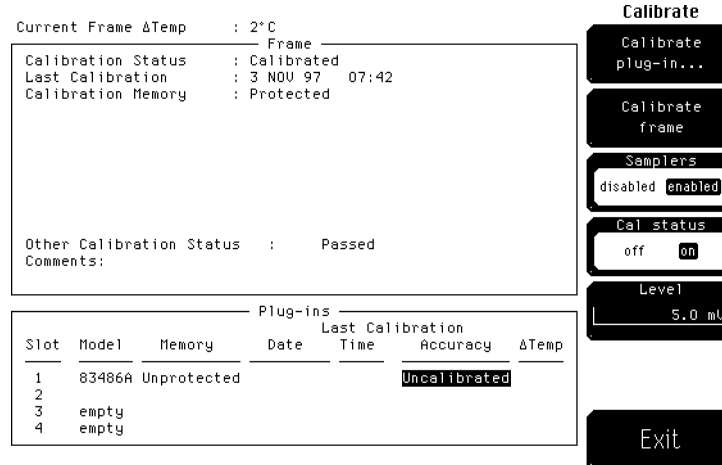 Calibrate
Current Frame ΔTemp : 2°C
Frame
Calibration Status : Calibrated
Last Calibration : 3 NOV 97 07:42
Calibration Memory : Protected
Other Calibration Status : Passed
Comments:
Plug-ins
Last Calibration
Slot Model Memory Date Time Accuracy ΔTemp
1 83486A Unprotected Uncalibrated
2
3 empty
4 empty
Calibrate
plug-in...
Calibrate
frame
Samplers
disabled enabled
Cal status
off on
Level
5.0 mV
Exit